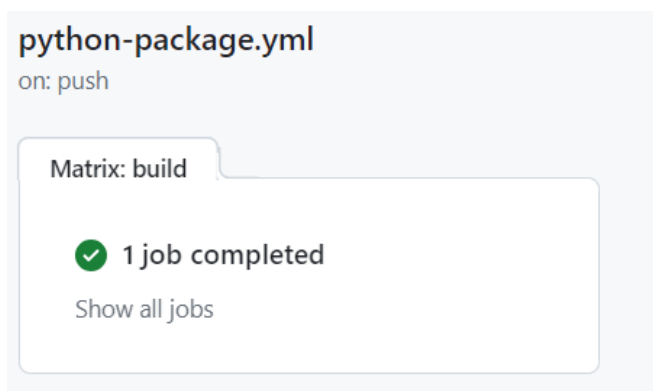 python-package.yml
on: push
Matrix: build
1 job completed
Show all jobs